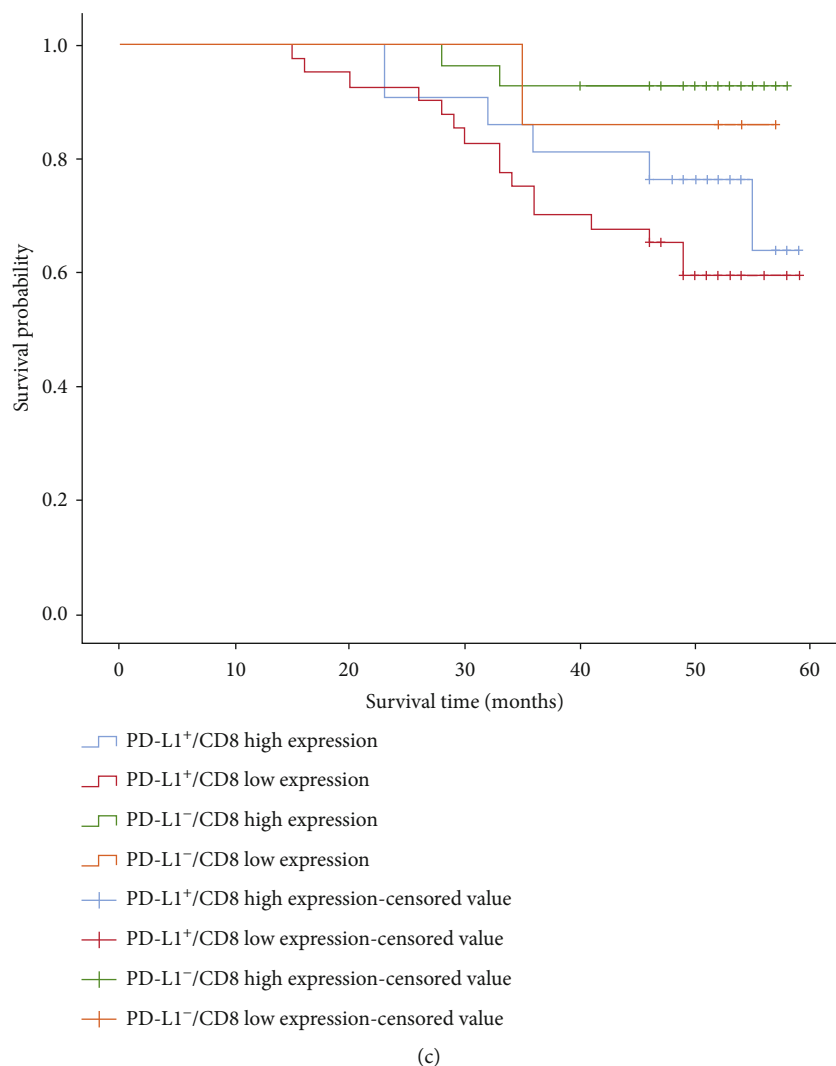 1.0
0.8
0.6
0.4
0.2
0.0
Survival probability
0 10 20 30 40 50 60
Survival time (months)
PD-L1⁺/CD8 high expression
PD-L1⁺/CD8 low expression
PD-L1⁻/CD8 high expression
PD-L1⁻/CD8 low expression
PD-L1⁺/CD8 high expression-censored value
PD-L1⁺/CD8 low expression-censored value
PD-L1⁻/CD8 high expression-censored value
PD-L1⁻/CD8 low expression-censored value
(c)